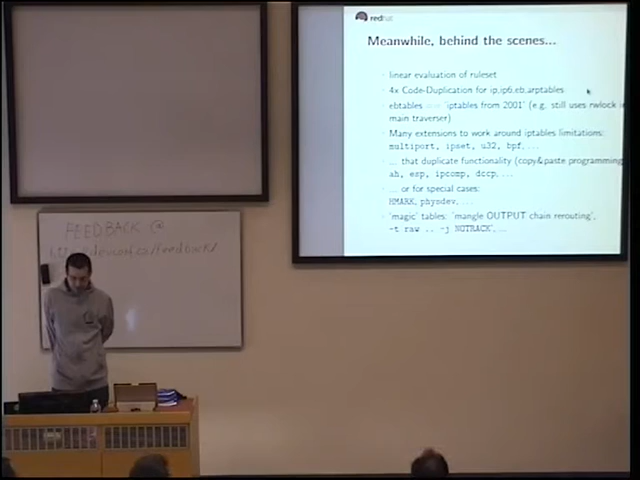 redhat
Meanwhile, behind the scenes...
linear evaluation of ruleset
4x Code-Duplication for ip,ip6,eb,arptables
ebtables == 'iptables from 2001' (e.g. still uses rwlock in
main traverser)
Many extensions to work around iptables limitations:
multiport, ipset, u32, bpf, ...
... that duplicate functionality (copy&paste programming
ah, esp, ipcomp, dccp, ...
... or for special cases:
HMARK, physdev, ...
'magic' tables: 'mangle OUTPUT chain rerouting',
-t raw .. -j NOTRACK', ...
FEEDBACK @
devconf.cz/feedback/